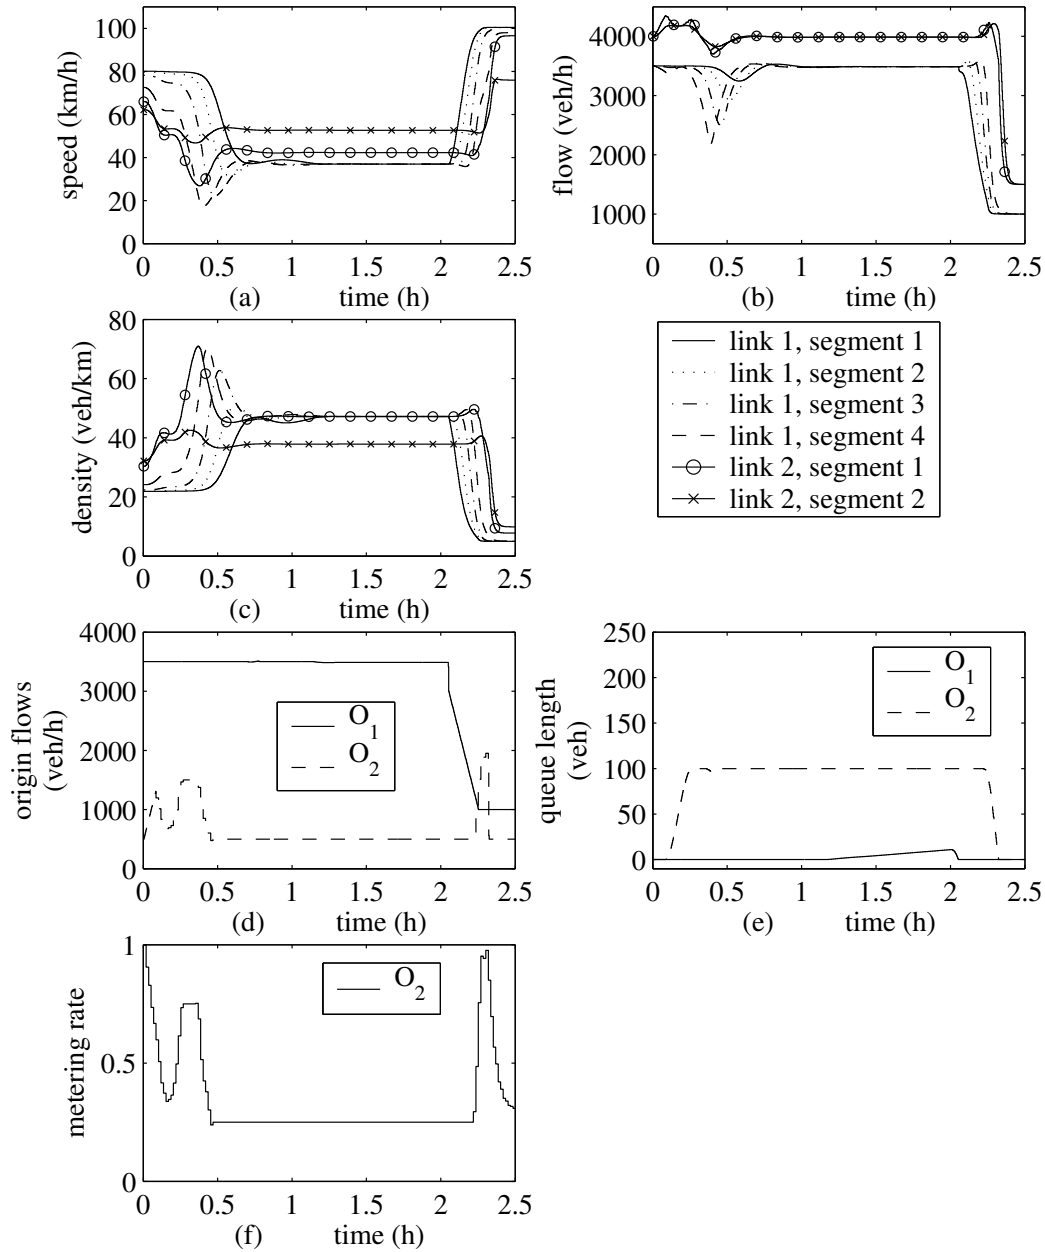 100
80
60
40
20
0
speed (km/h)
0 0.5 1 1.5 2 2.5
(a) time (h)
4000
3000
2000
1000
flow (veh/h)
0 0.5 1 1.5 2 2.5
(b) time (h)
80
60
40
20
0
density (veh/km)
0 0.5 1 1.5 2 2.5
(c) time (h)
link 1, segment 1
link 1, segment 2
link 1, segment 3
link 1, segment 4
link 2, segment 1
link 2, segment 2
4000
3000
2000
1000
0
origin flows
(veh/h)
O1
O2
0 0.5 1 1.5 2 2.5
(d) time (h)
250
200
150
100
50
0
queue length
(veh)
O1
O2
0 0.5 1 1.5 2 2.5
(e) time (h)
1
0.5
0
metering rate
O2
0 0.5 1 1.5 2 2.5
(f) time (h)